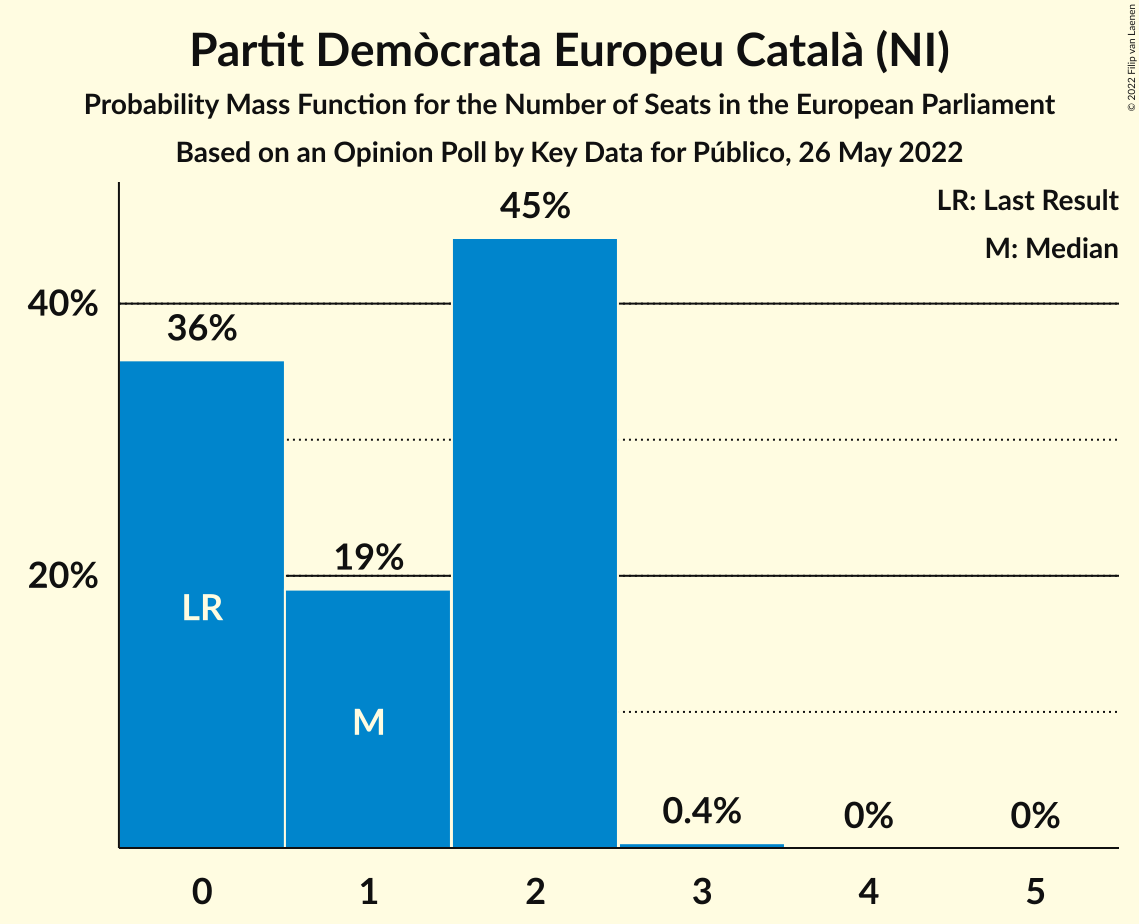 Partit Demòcrata Europeu Català (NI)
Probability Mass Function for the Number of Seats in the European Parliament
Based on an Opinion Poll by Key Data for Público, 26 May 2022
© 2022 Filip van Laenen
LR: Last Result
M: Median
45%
40%
36%
19%
20%
LR
M
0.4%
0%
0%
0
1
2
3
4
5